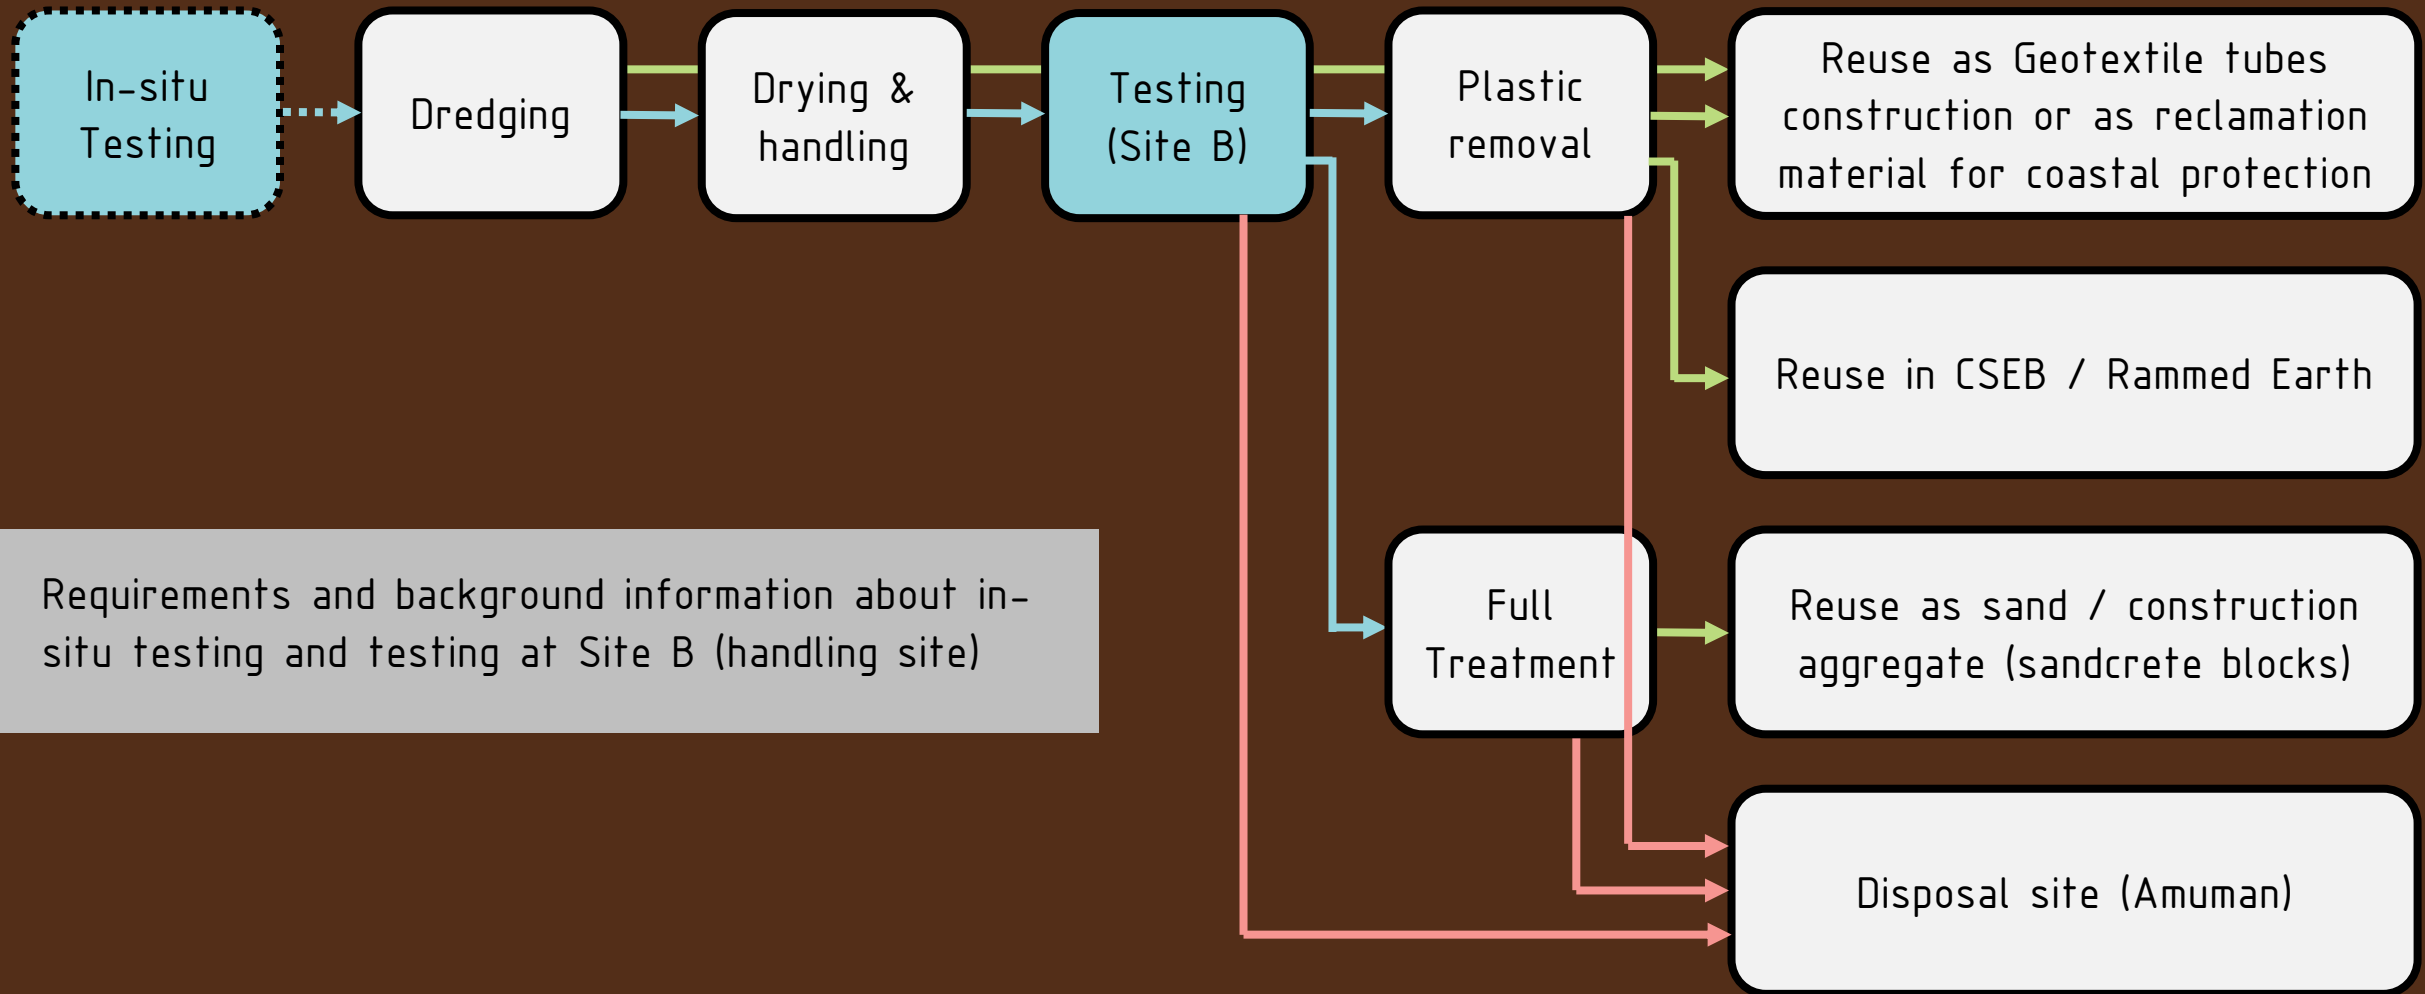 In-situ
Testing
Dredging
Drying &
handling
Testing
(Site B)
Plastic
removal
Reuse as Geotextile tubes
construction or as reclamation
material for coastal protection
Reuse in CSEB / Rammed Earth
Requirements and background information about in-
situ testing and testing at Site B (handling site)
Full
Treatment
Reuse as sand / construction
aggregate (sandcrete blocks)
Disposal site (Amuman)